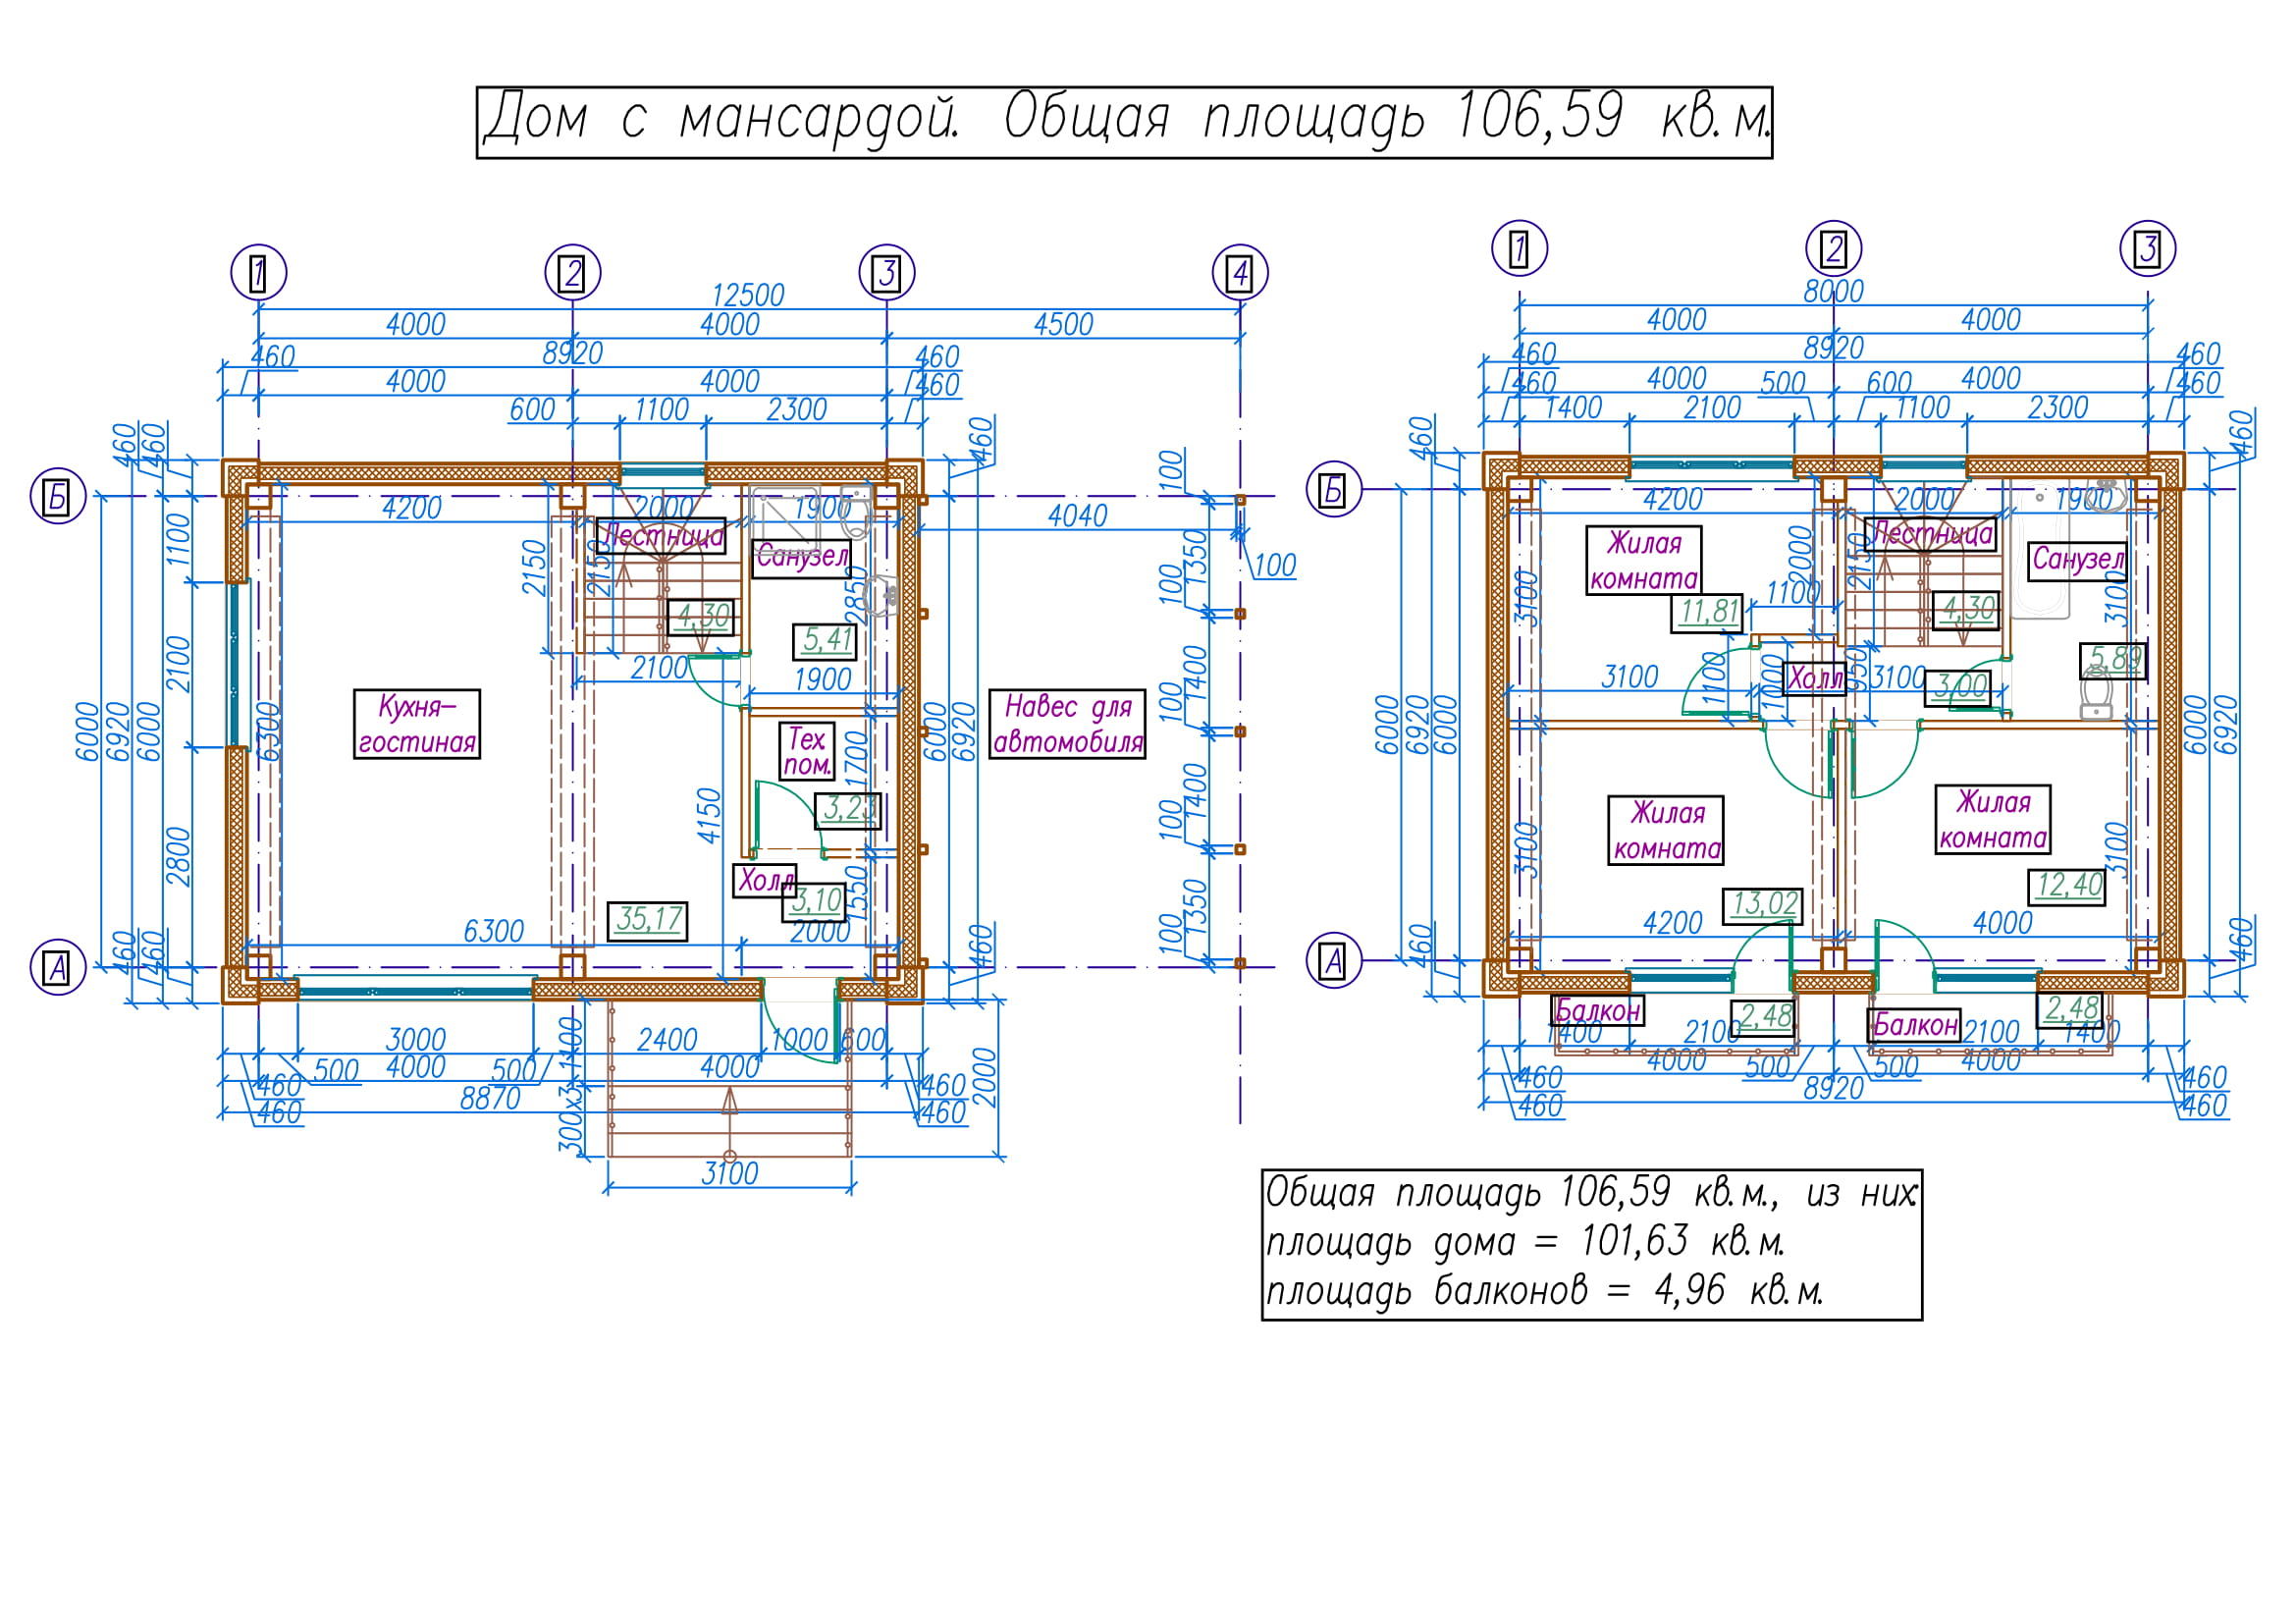 Дом с мансардой. Общая площадь 106,59 кв.м.
1 2 3 4
12500
4000 4000 4500
8920
460 460
4000 4000 460
600 1100 2300
460 460 460
Б
100
4200 2000 1900 4040
Лестница
Санузел
1100 2150 2150 2850 100 1350 100
4,30
5,41
2100 2100 1900
1400 100
Кухня-
гостиная
Навес для
автомобиля
6000 6920 6000 6300 6000 6920
Тех.
пом.
1700
3,23
2800 4150 1400 100
Холл
3,10
1550 1350
35,17
6300 2000
460 460 460 100
А
3000 2400 1000 600
1100
500 4000 500 4000
460 460
8870
460 460
300х3 2000
3100
1 2 3
8000
4000 4000
8920
460 460
460 4000 500 600 4000 460
1400 2100 1100 2300
460 460
Б
4200 2000 1900
Жилая
комната
Лестница
Санузел
2000 2150
3100 1100 3100
11,81
4,30
5,89
3100 1100 1000 950 3100
Холл
3,00
6000 6920 6000 6000 6920
Жилая
комната
Жилая
комната
3100 3100
12,40
13,02
4200 4000
460 460
А
Балкон 2,48 Балкон 2,48
1400 2100 2100 1400
4000 500 500 4000
460 460
8920
460 460
Общая площадь 106,59 кв.м., из них:
площадь дома = 101,63 кв.м.
площадь балконов = 4,96 кв.м.